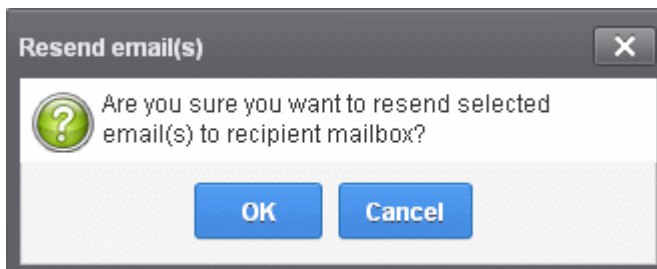 Resend email(s)
Are you sure you want to resend selected
email(s) to recipient mailbox?
OK
Cancel